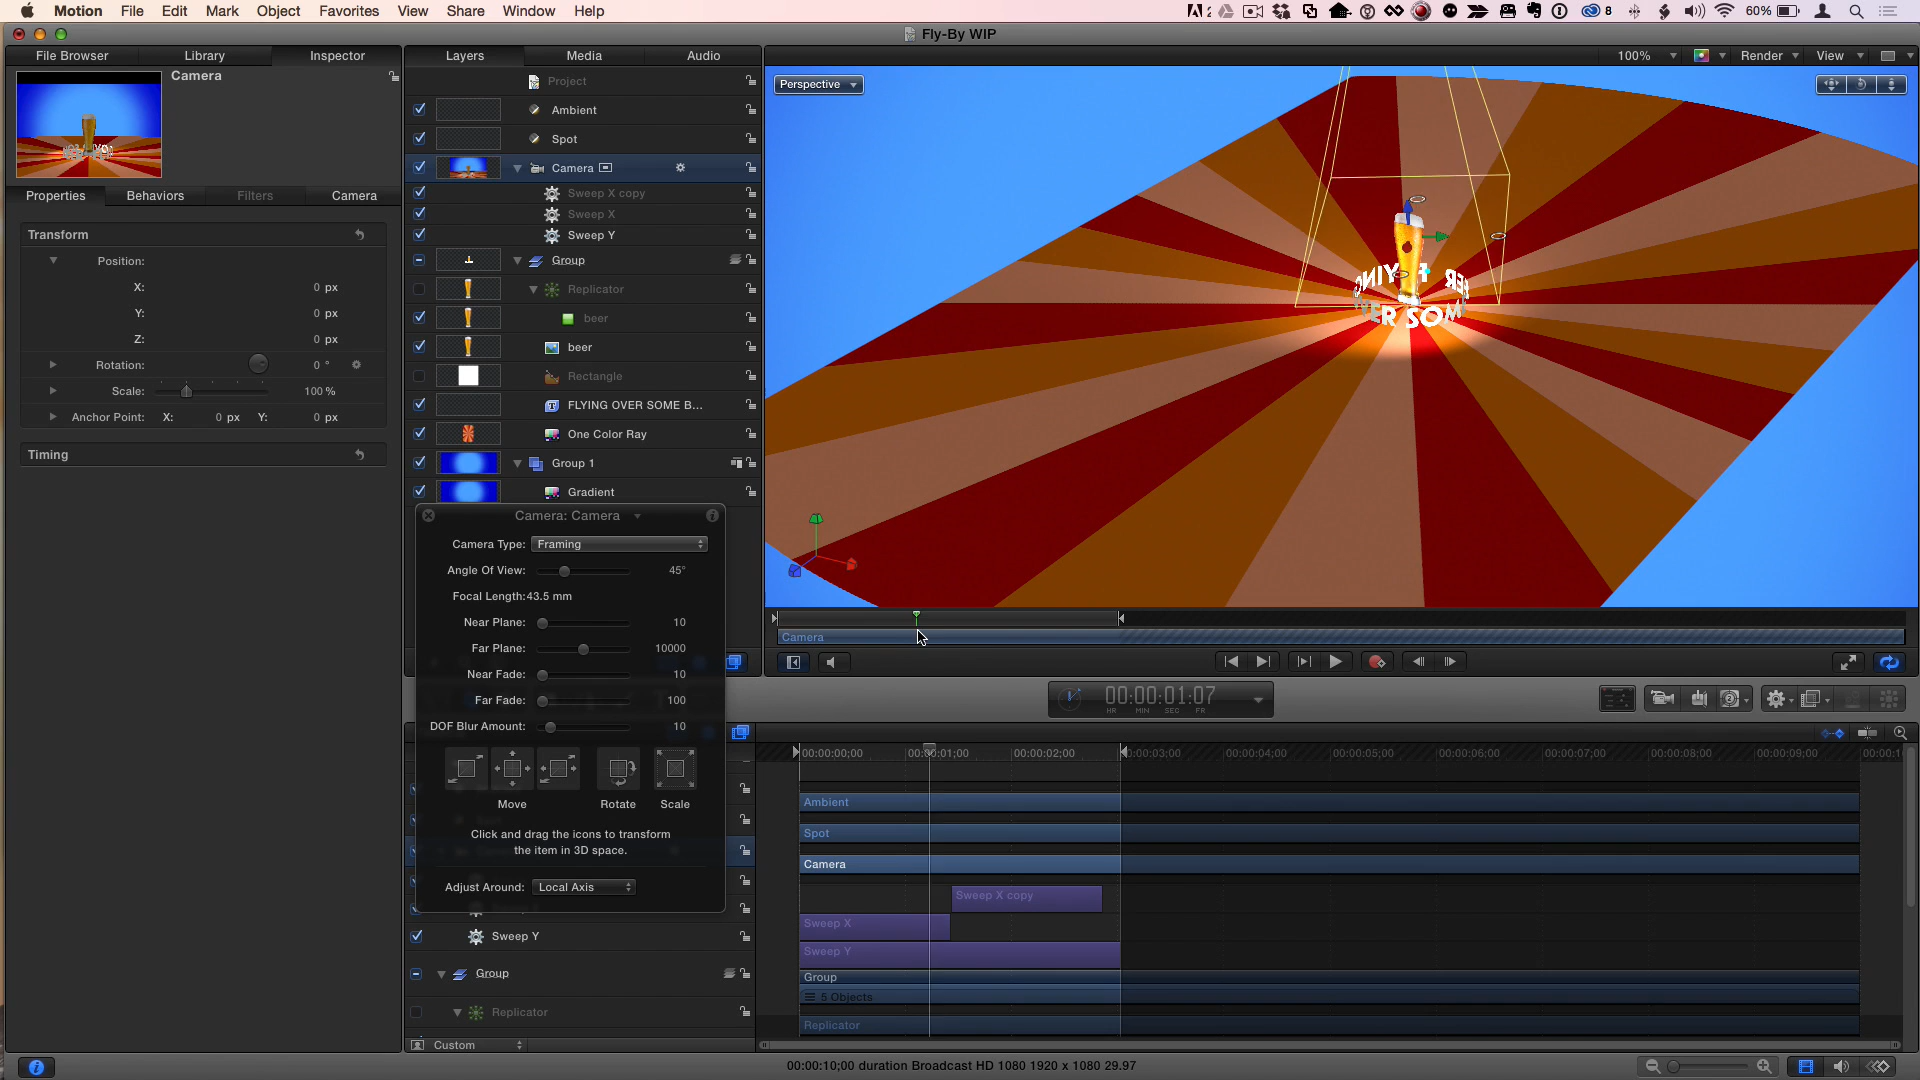 Motion File Edit Mark Object Favorites View Share Window Help
2 8 60%
Fly-By WIP
File Browser Library Inspector
Layers Media Audio
100% Render View
Camera
Properties Behaviors Filters Camera
Transform
Position:
X: 0 px
Y: 0 px
Z: 0 px
Rotation: 0 °
Scale: 100 %
Anchor Point: X: 0 px Y: 0 px
Timing
Project
Ambient
Spot
Camera
Sweep X copy
Sweep X
Sweep Y
Group
Replicator
beer
beer
Rectangle
FLYING OVER SOME B...
One Color Ray
Group 1
Gradient
Perspective
VER SOM
Camera: Camera
Camera Type: Framing
Angle Of View: 45°
Focal Length: 43.5 mm
Near Plane: 10
Far Plane: 10000
Near Fade: 10
Far Fade: 100
DOF Blur Amount: 10
Move Rotate Scale
Click and drag the icons to transform
the item in 3D space.
Adjust Around: Local Axis
Sweep Y
Group
Replicator
Custom
Camera
00:00:01:07
HR MIN SEC FR
00:00:00;00 00:00:01;00 00:00:02;00 00:00:03;00 00:00:04;00 00:00:05;00 00:00:06;00 00:00:07;00 00:00:08;00 00:00:09;00
Ambient
Spot
Camera
Sweep X copy
Sweep X
Sweep Y
Group
5 Objects
Replicator
00:00:10;00 duration Broadcast HD 1080 1920 x 1080 29.97